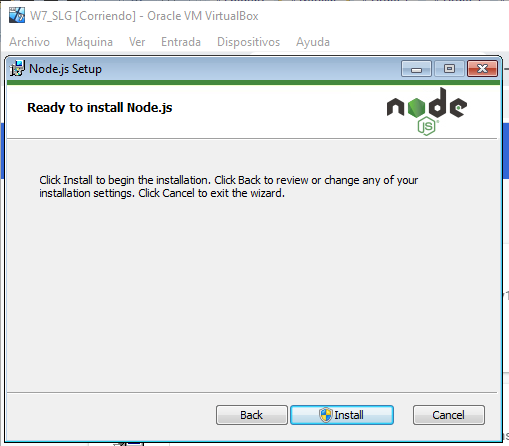 W7_SLG [Corriendo] - Oracle VM VirtualBox
Archivo Máquina Ver Entrada Dispositivos Ayuda
Node.js Setup
Ready to install Node.js
node
JS
Click Install to begin the installation. Click Back to review or change any of your
installation settings. Click Cancel to exit the wizard.
Back Install Cancel